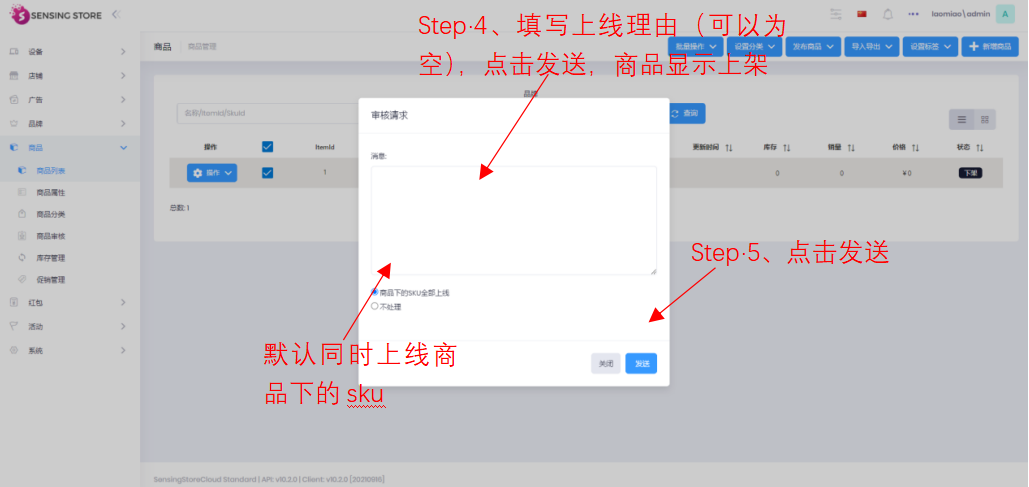 Step·4、填写上线理由（可以为
空），点击发送，商品显示上架
SENSING STORE
laomiao\admin
A
商品
商品管理
批量操作
设置分类
发布商品
导入导出
设置标签
新增商品
设备
店铺
广告
品牌
商品
商品列表
商品属性
商品分类
商品审核
库存管理
促销管理
红包
活动
系统
品牌
名称/ItemId/SkuId
查询
操作
ItemId
更新时间
库存
销量
价格
状态
操作
1
0
0
¥0
下架
总数: 1
审核请求
消息:
商品下的SKU全部上线
不处理
关闭
发送
Step·5、点击发送
默认同时上线商
品下的 sku
SensingStoreCloud Standard | API: v10.2.0 | Client: v10.2.0 [20210916]